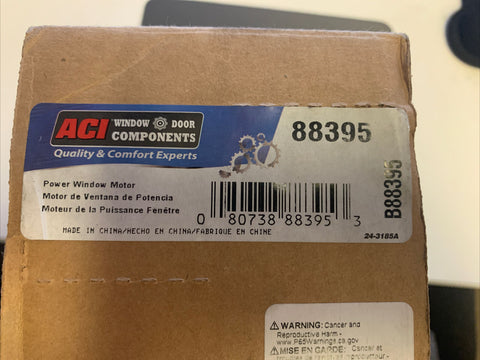 ACI WINDOW DOOR
COMPONENTS
Quality & Comfort Experts
88395
Power Window Motor
Motor de Ventana de Potencia
Moteur de la Puissance Fenêtre
0 80738 88395 3
B88395
MADE IN CHINA/HECHO EN CHINA/FABRIQUE EN CHINE
24-3185A
WARNING: Cancer and
Reproductive Harm -
www.P65Warnings.ca.gov
MISE EN GARDE: Cancer et